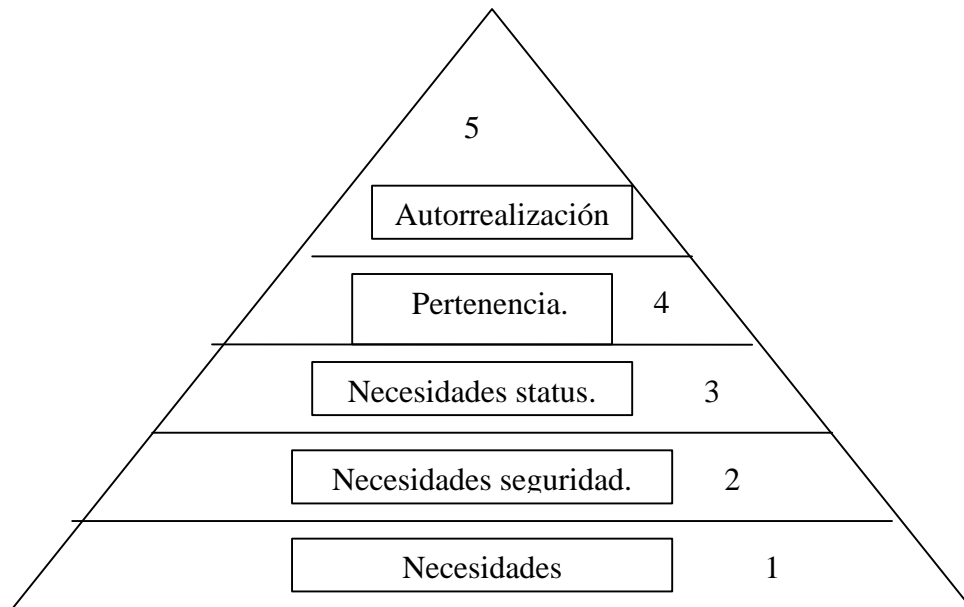 5
Autorrealización
Pertenencia. 4
Necesidades status. 3
Necesidades seguridad. 2
Necesidades 1